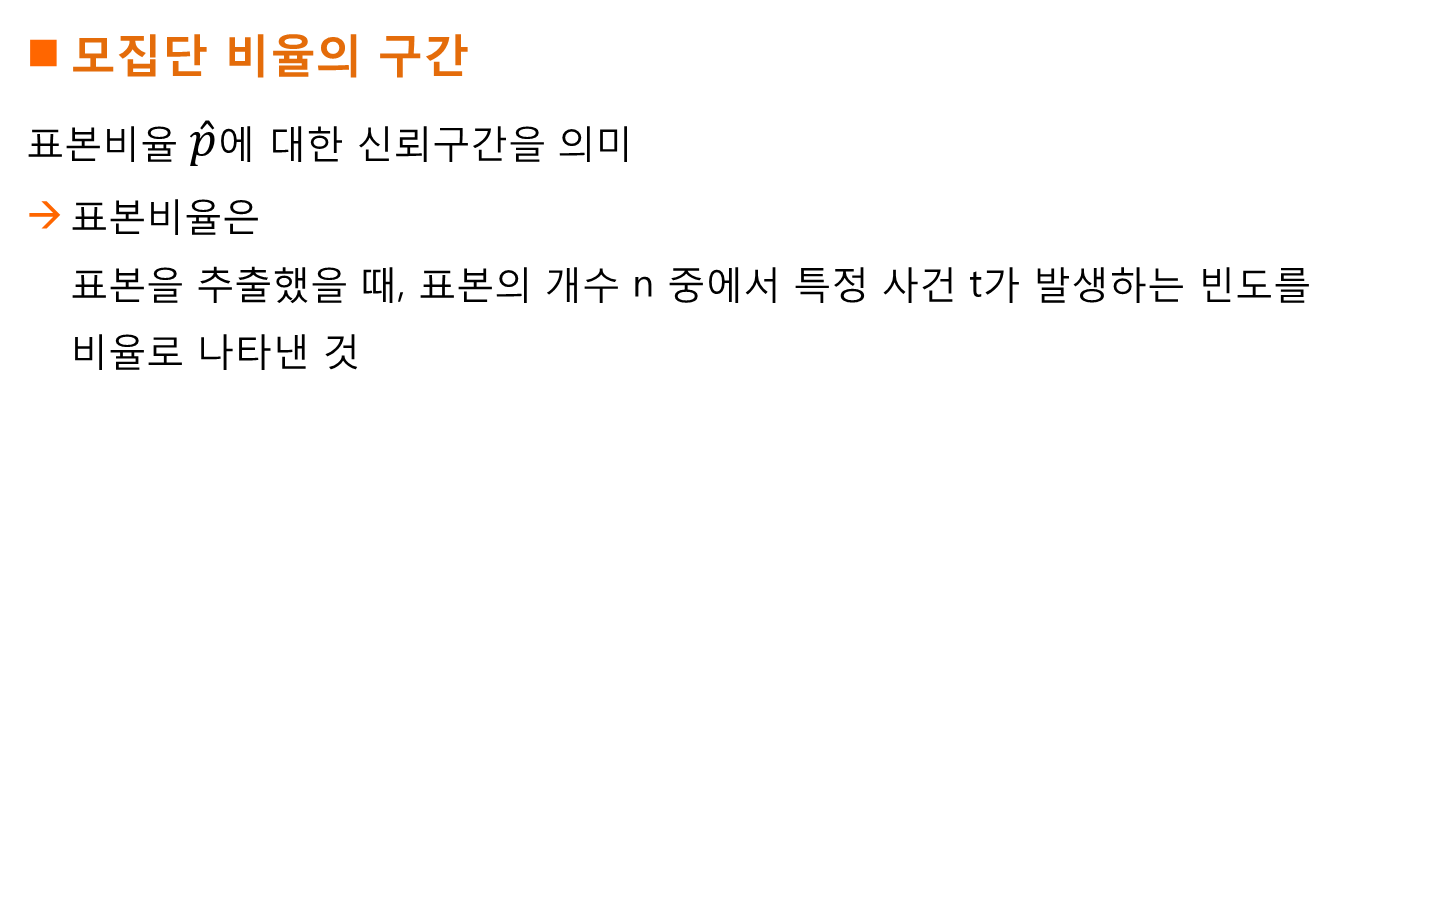 ■ 모집단 비율의 구간
표본비율 p̂에 대한 신뢰구간을 의미
→ 표본비율은
표본을 추출했을 때, 표본의 개수 n 중에서 특정 사건 t가 발생하는 빈도를
비율로 나타낸 것